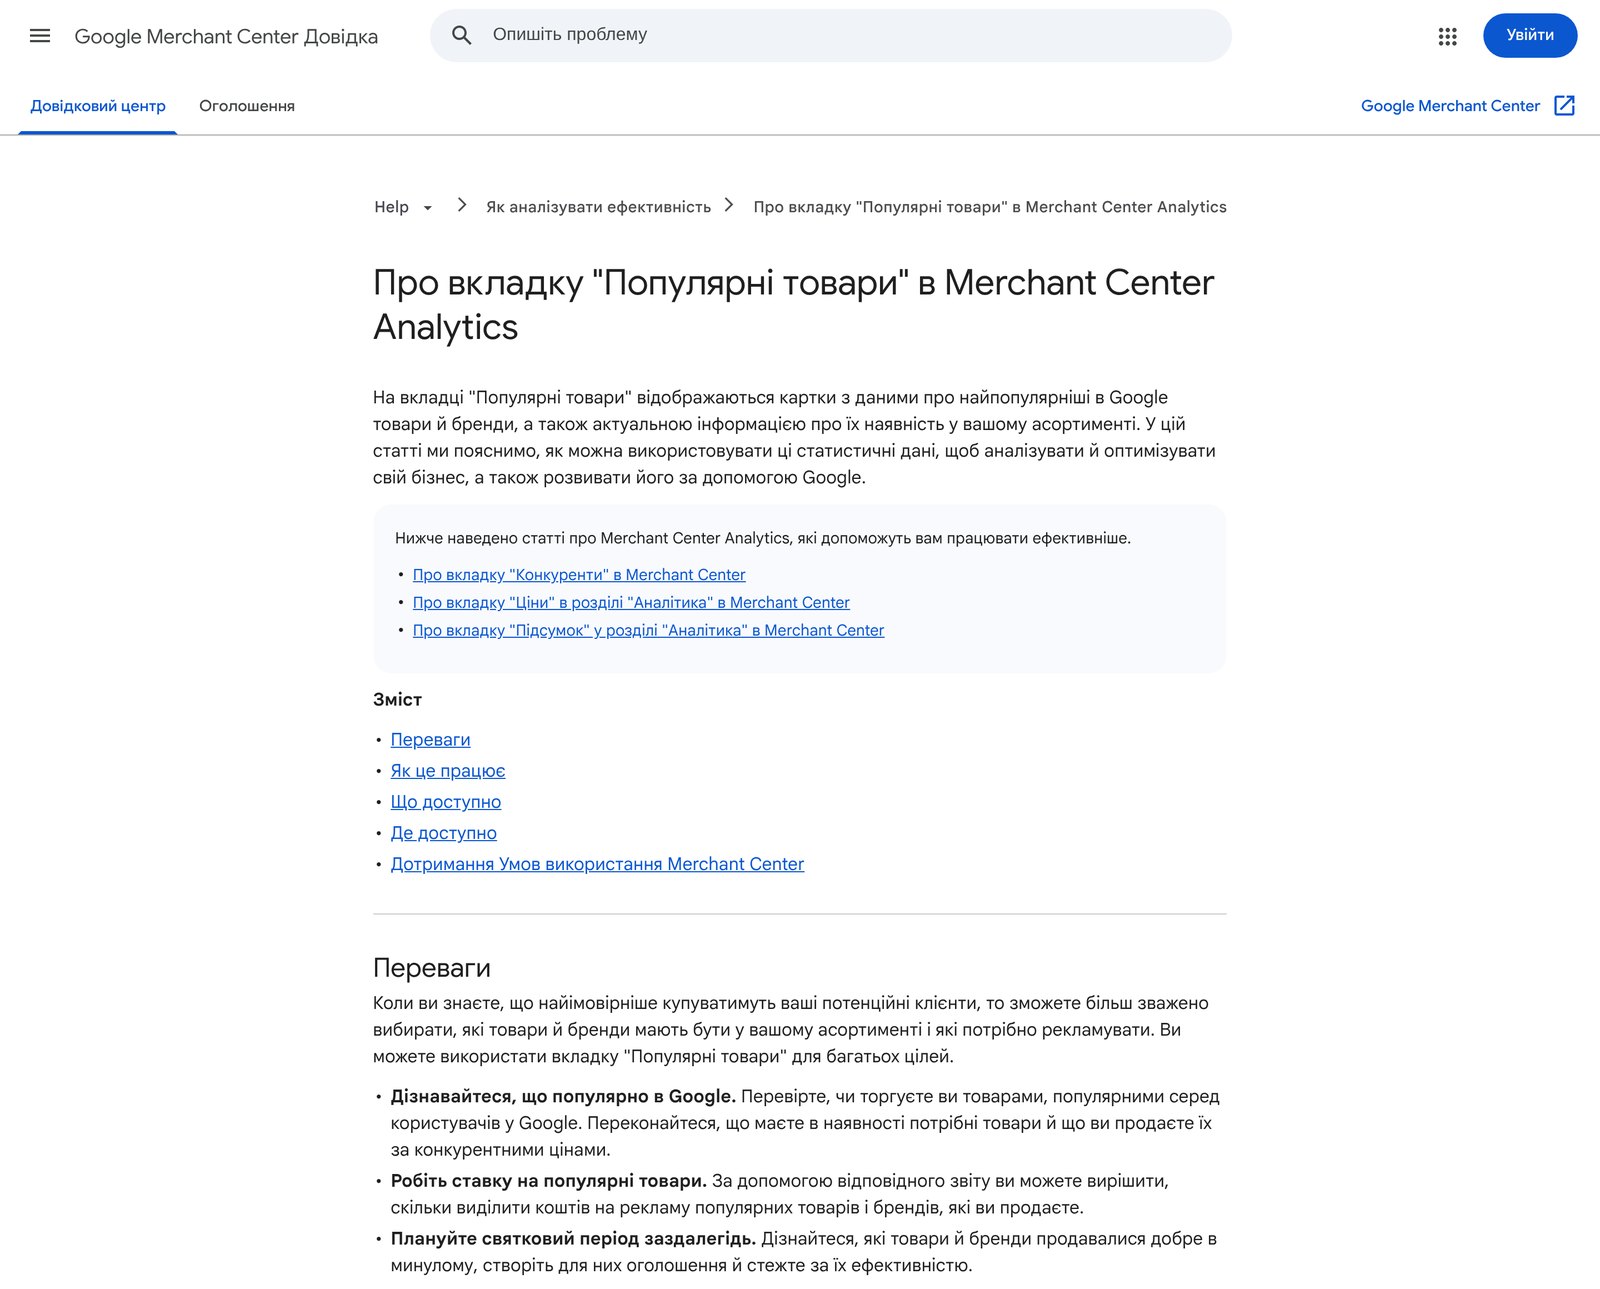 Google Merchant Center Довідка
Опишіть проблему
Увійти
Довідковий центр
Оголошення
Google Merchant Center
Help
Як аналізувати ефективність
Про вкладку "Популярні товари" в Merchant Center Analytics
Про вкладку "Популярні товари" в Merchant Center
Analytics
На вкладці "Популярні товари" відображаються картки з даними про найпопулярніші в Google
товари й бренди, а також актуальною інформацією про їх наявність у вашому асортименті. У цій
статті ми пояснимо, як можна використовувати ці статистичні дані, щоб аналізувати й оптимізувати
свій бізнес, а також розвивати його за допомогою Google.
Нижче наведено статті про Merchant Center Analytics, які допоможуть вам працювати ефективніше.
• Про вкладку "Конкуренти" в Merchant Center
• Про вкладку "Ціни" в розділі "Аналітика" в Merchant Center
• Про вкладку "Підсумок" у розділі "Аналітика" в Merchant Center
Зміст
• Переваги
• Як це працює
• Що доступно
• Де доступно
• Дотримання Умов використання Merchant Center
Переваги
Коли ви знаєте, що найімовірніше купуватимуть ваші потенційні клієнти, то зможете більш зважено
вибирати, які товари й бренди мають бути у вашому асортименті і які потрібно рекламувати. Ви
можете використати вкладку "Популярні товари" для багатьох цілей.
• Дізнавайтеся, що популярно в Google. Перевірте, чи торгуєте ви товарами, популярними серед
користувачів у Google. Переконайтеся, що маєте в наявності потрібні товари й що ви продаєте їх
за конкурентними цінами.
• Робіть ставку на популярні товари. За допомогою відповідного звіту ви можете вирішити,
скільки виділити коштів на рекламу популярних товарів і брендів, які ви продаєте.
• Плануйте святковий період заздалегідь. Дізнайтеся, які товари й бренди продавалися добре в
минулому, створіть для них оголошення й стежте за їх ефективністю.